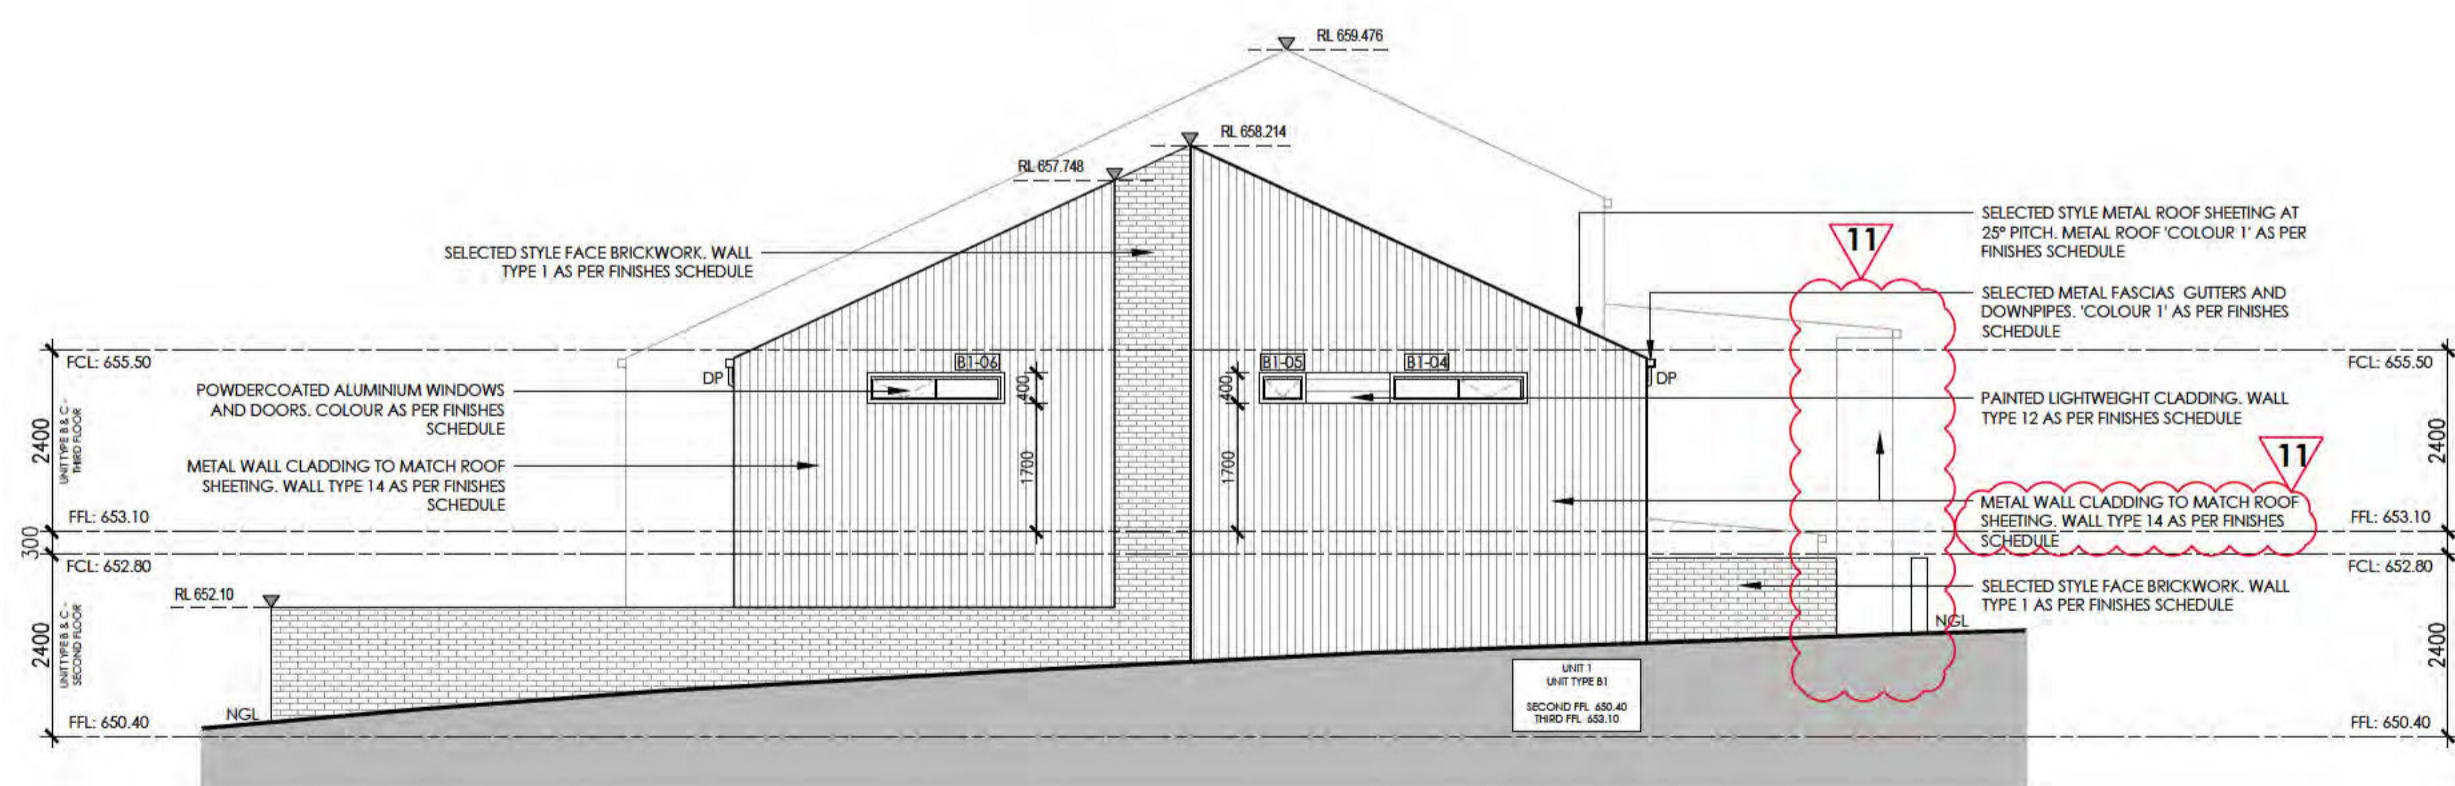 RL 659.476
RL 658.214
RL 657.748
SELECTED STYLE FACE BRICKWORK. WALL
TYPE 1 AS PER FINISHES SCHEDULE
SELECTED STYLE METAL ROOF SHEETING AT
25° PITCH. METAL ROOF 'COLOUR 1' AS PER
FINISHES SCHEDULE
11
SELECTED METAL FASCIAS GUTTERS AND
DOWNPIPES. 'COLOUR 1' AS PER FINISHES
SCHEDULE
FCL: 655.50
DP
B1-06
B1-05
B1-04
DP
FCL: 655.50
POWDERCOATED ALUMINIUM WINDOWS
AND DOORS. COLOUR AS PER FINISHES
SCHEDULE
400
400
PAINTED LIGHTWEIGHT CLADDING. WALL
TYPE 12 AS PER FINISHES SCHEDULE
2400
UNIT TYPE B & C -
THIRD FLOOR
METAL WALL CLADDING TO MATCH ROOF
SHEETING. WALL TYPE 14 AS PER FINISHES
SCHEDULE
1700
1700
2400
11
METAL WALL CLADDING TO MATCH ROOF
SHEETING. WALL TYPE 14 AS PER FINISHES
SCHEDULE
FFL: 653.10
FFL: 653.10
300
FCL: 652.80
FCL: 652.80
RL 652.10
SELECTED STYLE FACE BRICKWORK. WALL
TYPE 1 AS PER FINISHES SCHEDULE
NGL
2400
UNIT TYPE B & C -
SECOND FLOOR
2400
UNIT 1
UNIT TYPE B1
SECOND FFL 650.40
THIRD FFL 653.10
NGL
FFL: 650.40
FFL: 650.40